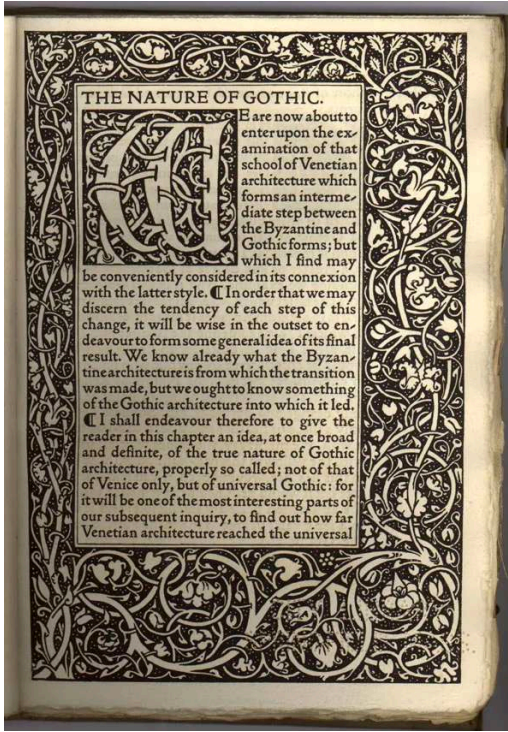 THE NATURE OF GOTHIC.
WE are now about to
enter upon the ex-
amination of that
school of Venetian
architecture which
forms an interme-
diate step between
the Byzantine and
Gothic forms; but
which I find may
be conveniently considered in its connexion
with the latter style. ⁋ In order that we may
discern the tendency of each step of this
change, it will be wise in the outset to en-
deavour to form some general idea of its final
result. We know already what the Byzan-
tine architecture is from which the transition
was made, but we ought to know something
of the Gothic architecture into which it led.
⁋ I shall endeavour therefore to give the
reader in this chapter an idea, at once broad
and definite, of the true nature of Gothic
architecture, properly so called; not of that
of Venice only, but of universal Gothic: for
it will be one of the most interesting parts of
our subsequent inquiry, to find out how far
Venetian architecture reached the universal